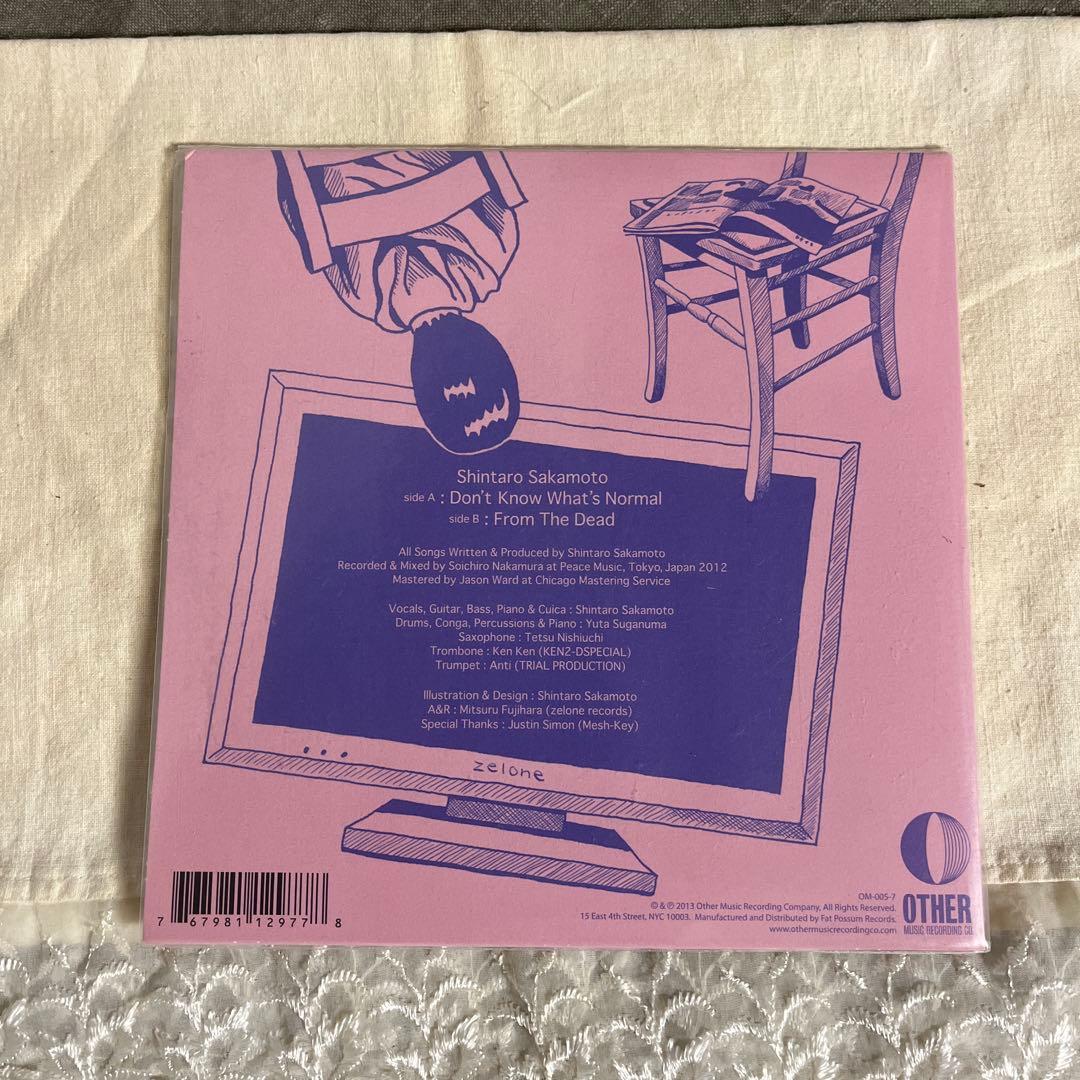 Shintaro Sakamoto
side A : Don't Know What's Normal
side B : From The Dead
All Songs Written & Produced by Shintaro Sakamoto
Recorded & Mixed by Soichiro Nakamura at Peace Music, Tokyo, Japan 2012
Mastered by Jason Ward at Chicago Mastering Service
Vocals, Guitar, Bass, Piano & Cuica : Shintaro Sakamoto
Drums, Conga, Percussions & Piano : Yuta Suganuma
Saxophone : Tetsu Nishiuchi
Trombone : Ken Ken (KEN2-DSPECIAL)
Trumpet : Anti (TRIAL PRODUCTION)
Illustration & Design : Shintaro Sakamoto
A&R : Mitsuru Fujihara (zelone records)
Special Thanks : Justin Simon (Mesh-Key)
zelone
7 67981 12977 8
OM-005-7
© & ℗ 2013 Other Music Recording Company, All Rights Reserved.
15 East 4th Street, NYC 10003. Manufactured and Distributed by Fat Possum Records.
www.othermusicrecordingco.com
OTHER
MUSIC RECORDING CO.